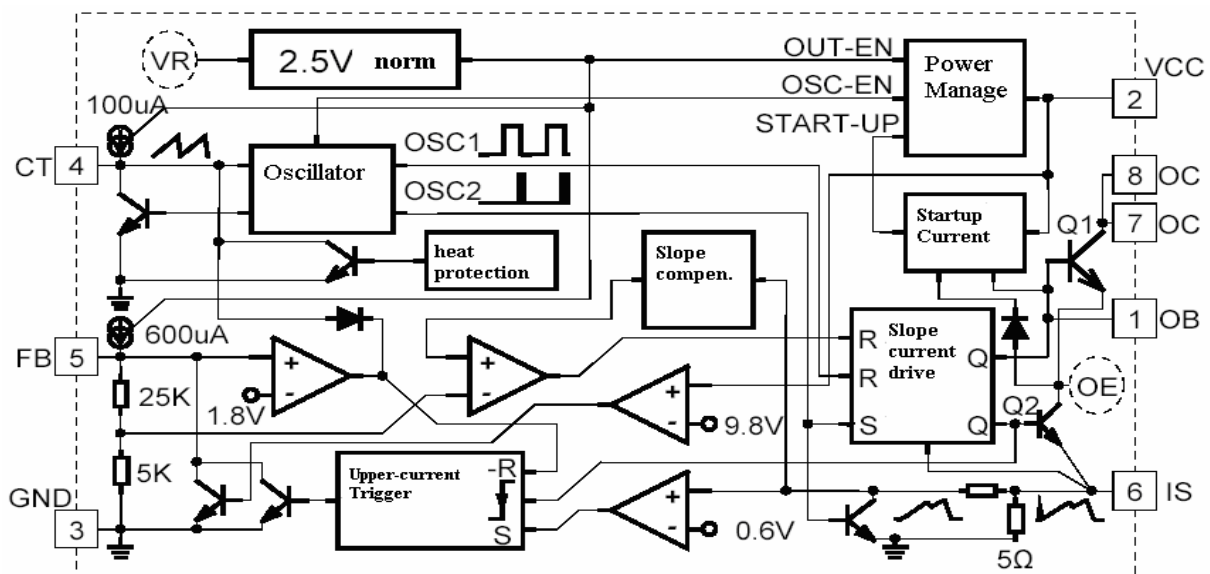 VR
2.5V norm
OUT-EN
OSC-EN
START-UP
Power
Manage
VCC
2
100uA
CT
4
Oscillator
OSC1
OSC2
8
OC
7
OC
Q1
Startup
Current
heat
protection
Slope
compen.
1
OB
600uA
FB
5
+
-
1.8V
+
-
+
-
9.8V
R
R
S
Slope
current
drive
Q
Q
OE
Q2
25K
5K
GND
3
Upper-current
Trigger
-R
S
+
-
0.6V
5Ω
6
IS